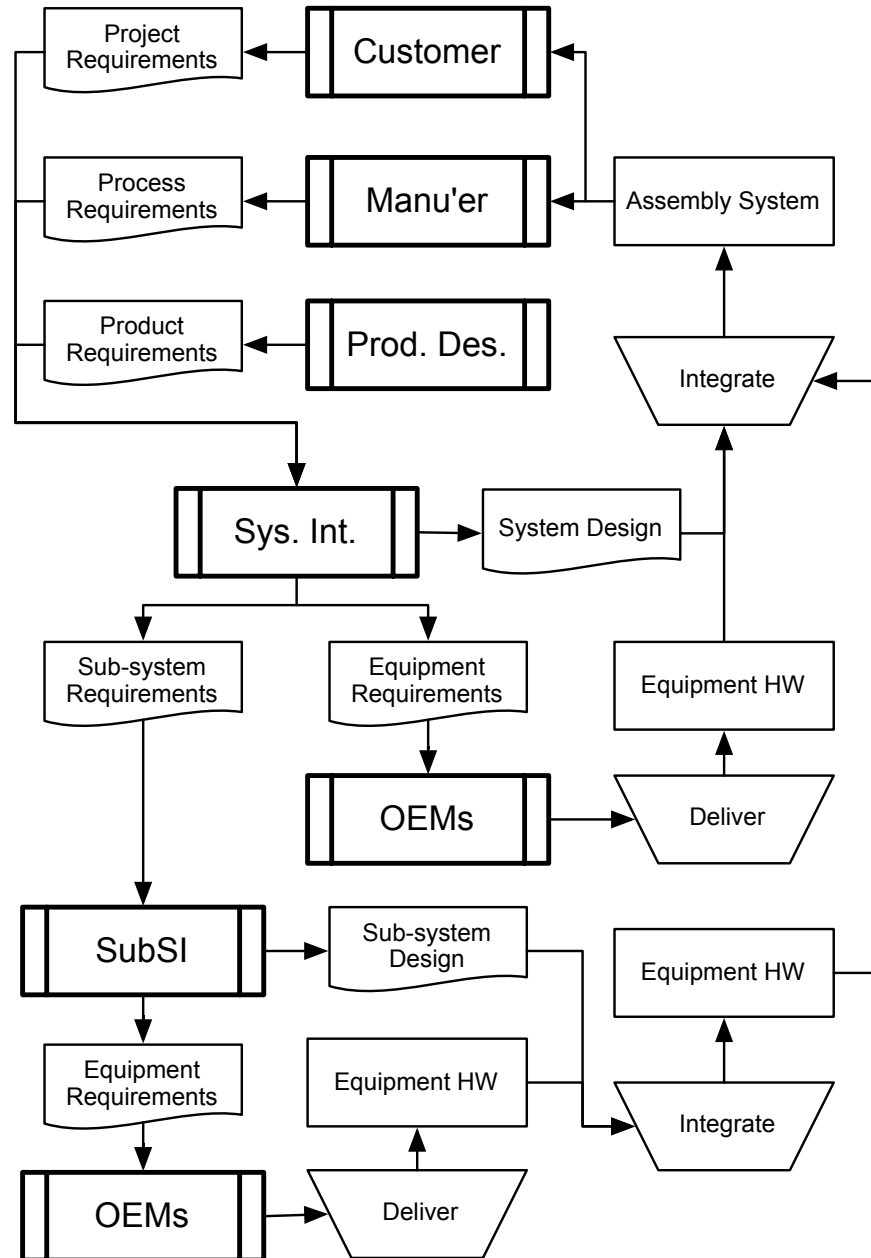 Project
Requirements
Customer
Process
Requirements
Manu'er
Assembly System
Product
Requirements
Prod. Des.
Integrate
Sys. Int.
System Design
Sub-system
Requirements
Equipment
Requirements
Equipment HW
OEMs
Deliver
SubSI
Sub-system
Design
Equipment HW
Equipment
Requirements
Equipment HW
Integrate
OEMs
Deliver